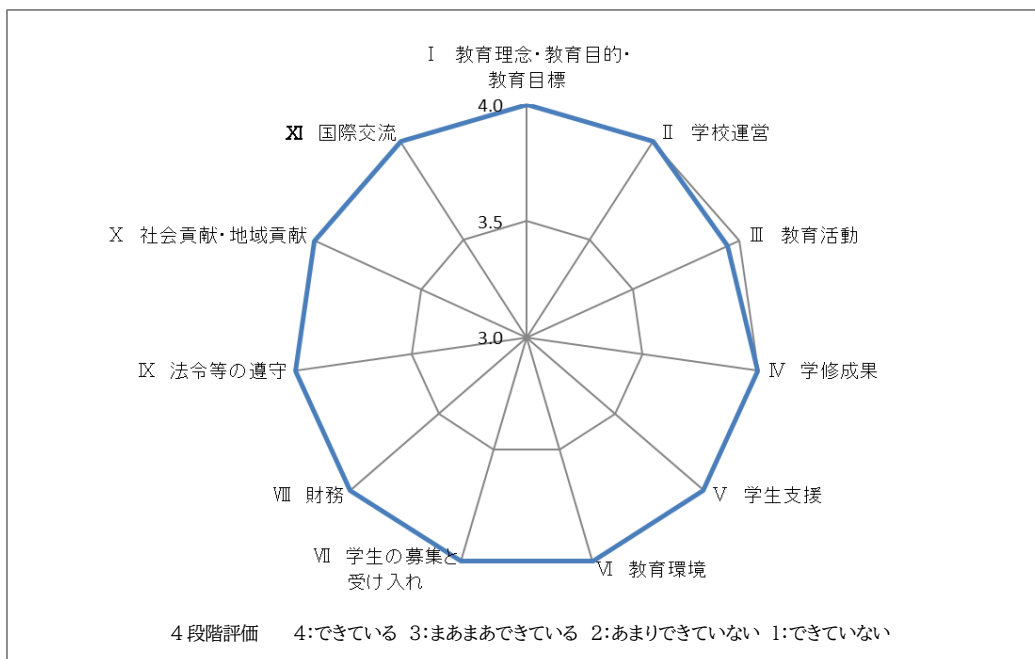 Ⅰ 教育理念・教育目的・
教育目標
4.0
ⅩⅠ 国際交流
Ⅱ 学校運営
3.5
Ⅹ 社会貢献・地域貢献
Ⅲ 教育活動
3.0
Ⅸ 法令等の遵守
Ⅳ 学修成果
Ⅷ 財務
Ⅴ 学生支援
Ⅶ 学生の募集と
受け入れ
Ⅵ 教育環境
4段階評価 4:できている 3:まあまあできている 2:あまりできていない 1:できていない